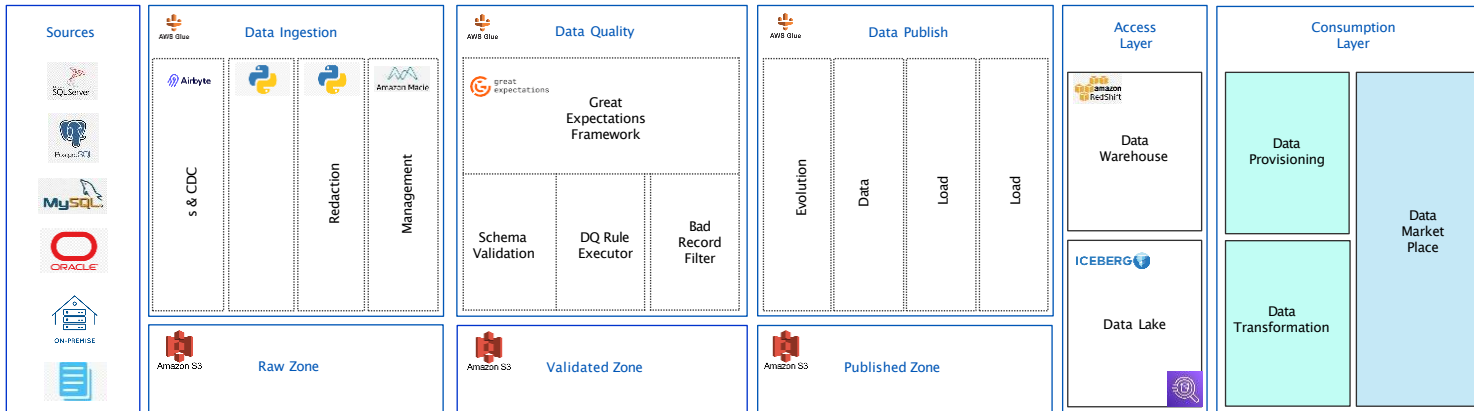 Sources
SQLServer
PostgreSQL
MySQL
ORACLE
ON-PREMISE
AWS Glue
Data Ingestion
Airbyte
s & CDC
Redaction
Amazon Macie
Management
Amazon S3
Raw Zone
AWS Glue
Data Quality
great
expectations
Great
Expectations
Framework
Schema
Validation
DQ Rule
Executor
Bad
Record
Filter
Amazon S3
Validated Zone
AWS Glue
Data Publish
Evolution
Data
Load
Load
Amazon S3
Published Zone
Access
Layer
amazon
RedShift
Data
Warehouse
ICEBERG
Data Lake
Consumption
Layer
Data
Provisioning
Data
Transformation
Data
Market
Place